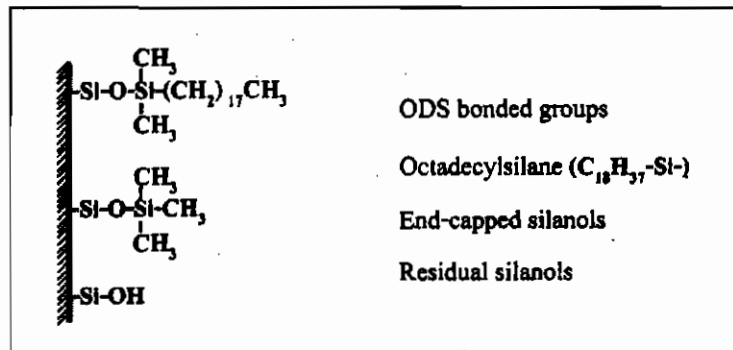 CH₃
-Si-O-Si-(CH₂)₁₇CH₃
CH₃
ODS bonded groups
Octadecylsilane (C₁₈H₃₇-Si-)
CH₃
-Si-O-Si-CH₃
CH₃
End-capped silanols
Residual silanols
-Si-OH